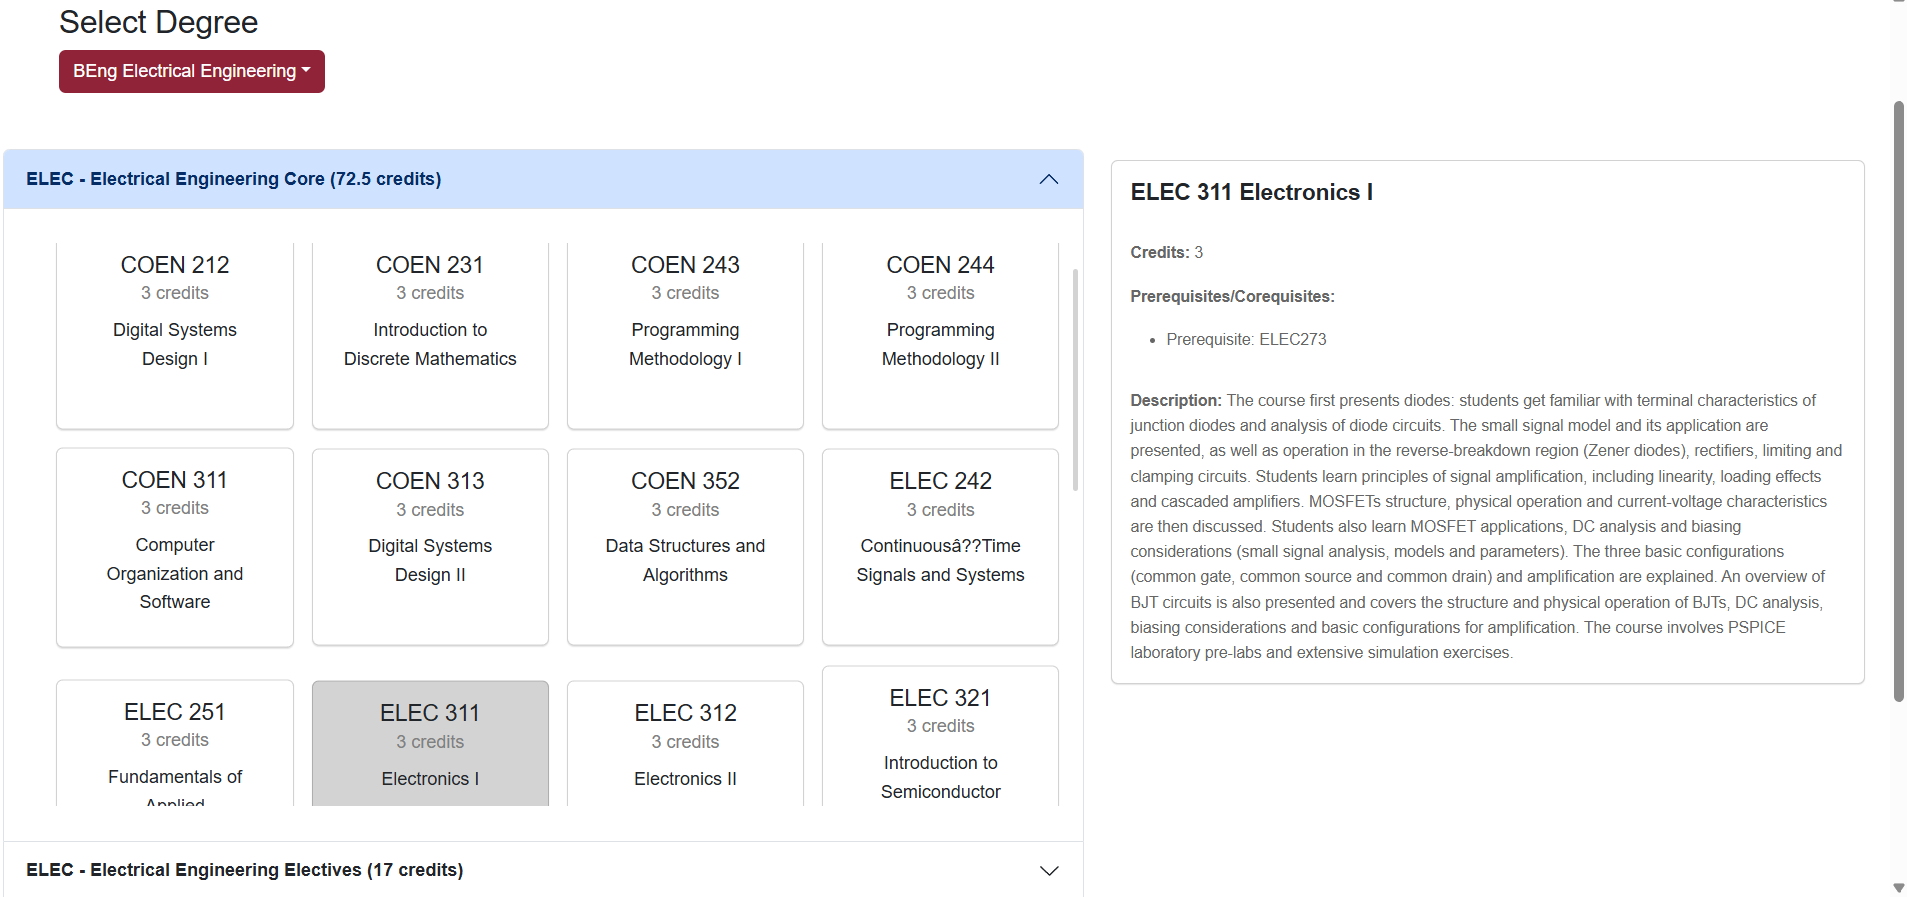 Select Degree
BEng Electrical Engineering
ELEC - Electrical Engineering Core (72.5 credits)
COEN 212
3 credits
Digital Systems
Design I
COEN 231
3 credits
Introduction to
Discrete Mathematics
COEN 243
3 credits
Programming
Methodology I
COEN 244
3 credits
Programming
Methodology II
COEN 311
3 credits
Computer
Organization and
Software
COEN 313
3 credits
Digital Systems
Design II
COEN 352
3 credits
Data Structures and
Algorithms
ELEC 242
3 credits
Continuousâ??Time
Signals and Systems
ELEC 251
3 credits
Fundamentals of
Applied
ELEC 311
3 credits
Electronics I
ELEC 312
3 credits
Electronics II
ELEC 321
3 credits
Introduction to
Semiconductor
ELEC - Electrical Engineering Electives (17 credits)
ELEC 311 Electronics I
Credits: 3
Prerequisites/Corequisites:
• Prerequisite: ELEC273
Description: The course first presents diodes: students get familiar with terminal characteristics of
junction diodes and analysis of diode circuits. The small signal model and its application are
presented, as well as operation in the reverse-breakdown region (Zener diodes), rectifiers, limiting and
clamping circuits. Students learn principles of signal amplification, including linearity, loading effects
and cascaded amplifiers. MOSFETs structure, physical operation and current-voltage characteristics
are then discussed. Students also learn MOSFET applications, DC analysis and biasing
considerations (small signal analysis, models and parameters). The three basic configurations
(common gate, common source and common drain) and amplification are explained. An overview of
BJT circuits is also presented and covers the structure and physical operation of BJTs, DC analysis,
biasing considerations and basic configurations for amplification. The course involves PSPICE
laboratory pre-labs and extensive simulation exercises.